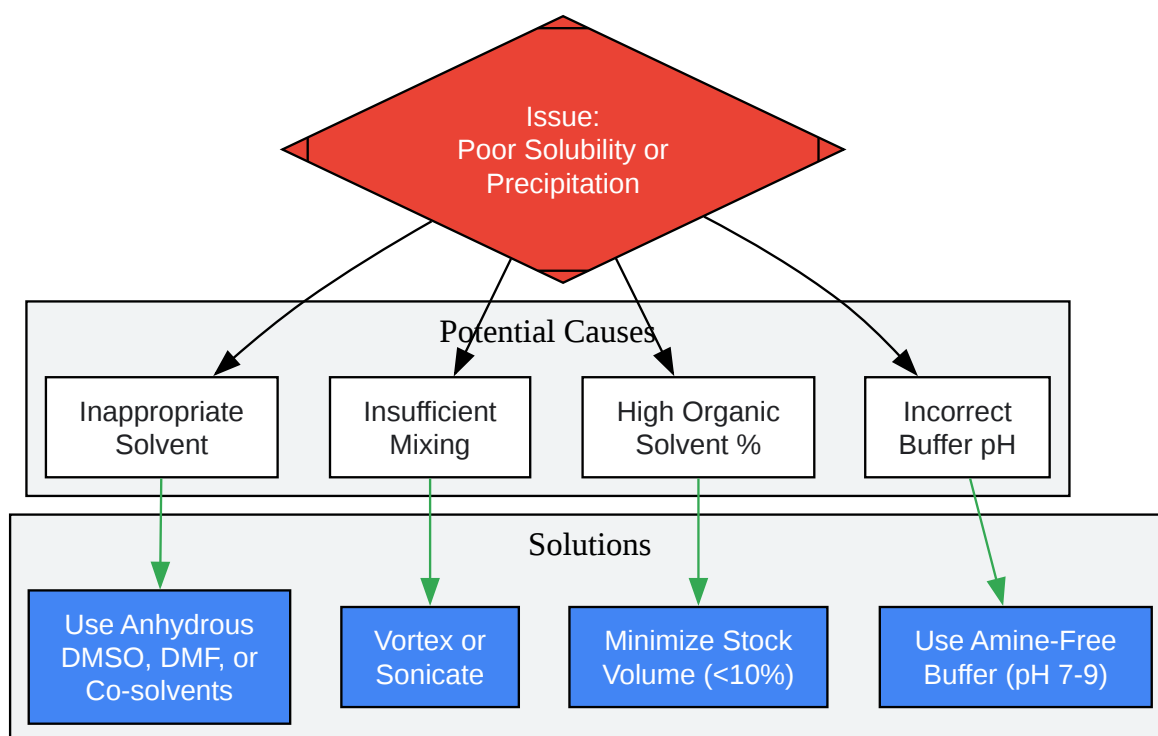 Issue:
Poor Solubility or
Precipitation
Potential Causes
Inappropriate
Solvent
Insufficient
Mixing
High Organic
Solvent %
Incorrect
Buffer pH
Solutions
Use Anhydrous
DMSO, DMF, or
Co-solvents
Vortex or
Sonicate
Minimize Stock
Volume (<10%)
Use Amine-Free
Buffer (pH 7-9)